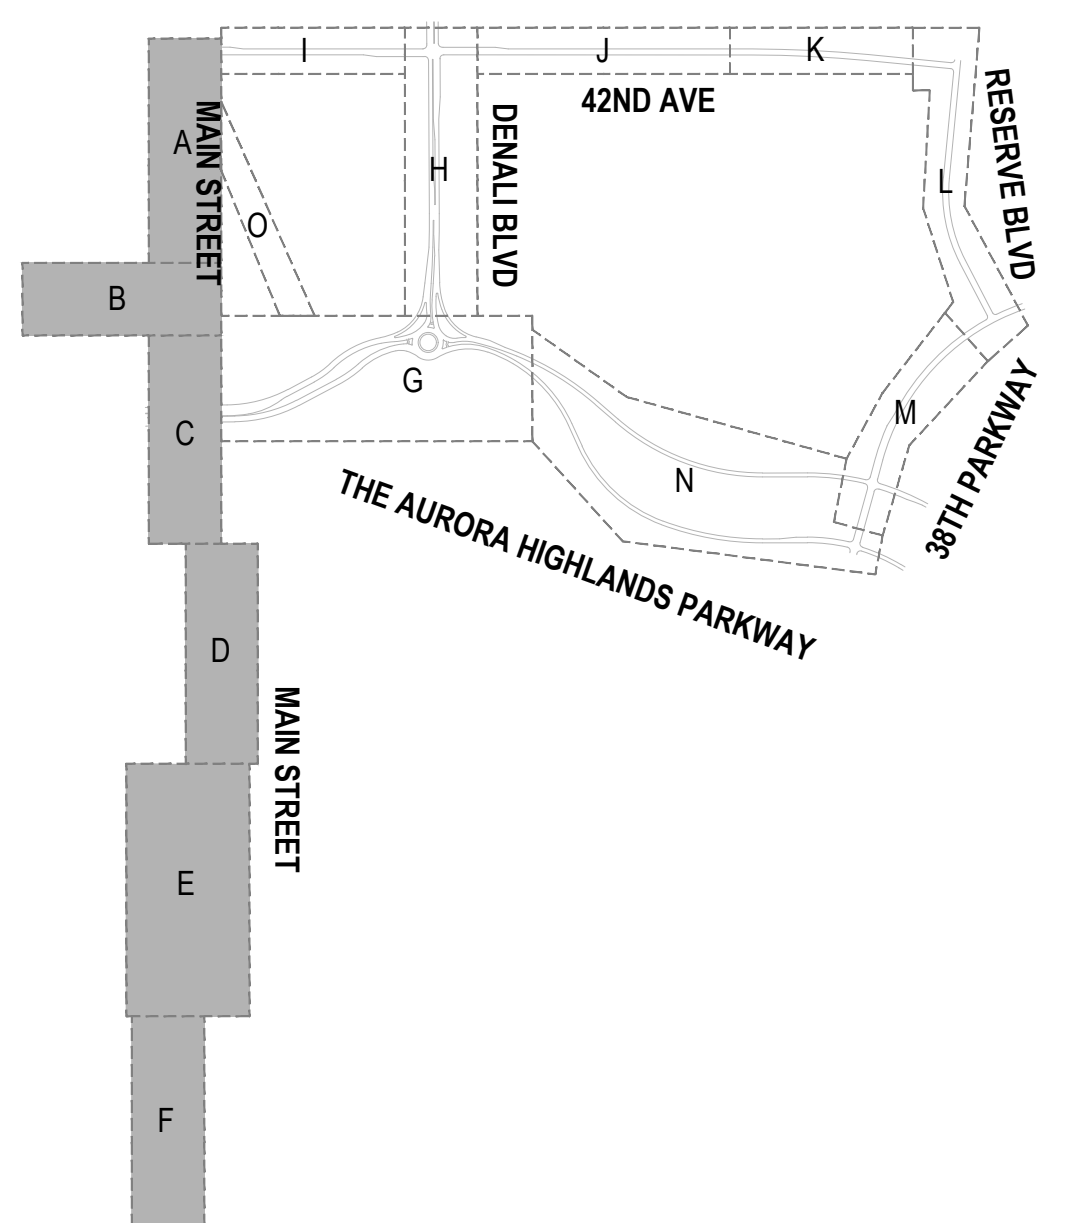 I
J
K
42ND AVE
A
MAIN STREET
H
DENALI BLVD
RESERVE BLVD
L
O
B
G
M
C
N
38TH PARKWAY
THE AURORA HIGHLANDS PARKWAY
D
MAIN STREET
E
F